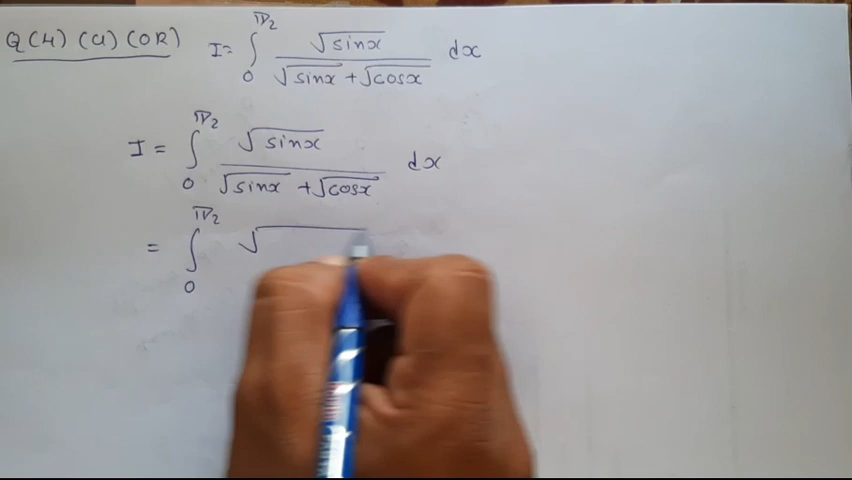 Q(4) (a) (OR) I = ∫₀^(π/2) √sinx / (√sinx + √cosx) dx
I = ∫₀^(π/2) √sinx / (√sinx + √cosx) dx
= ∫₀^(π/2) √